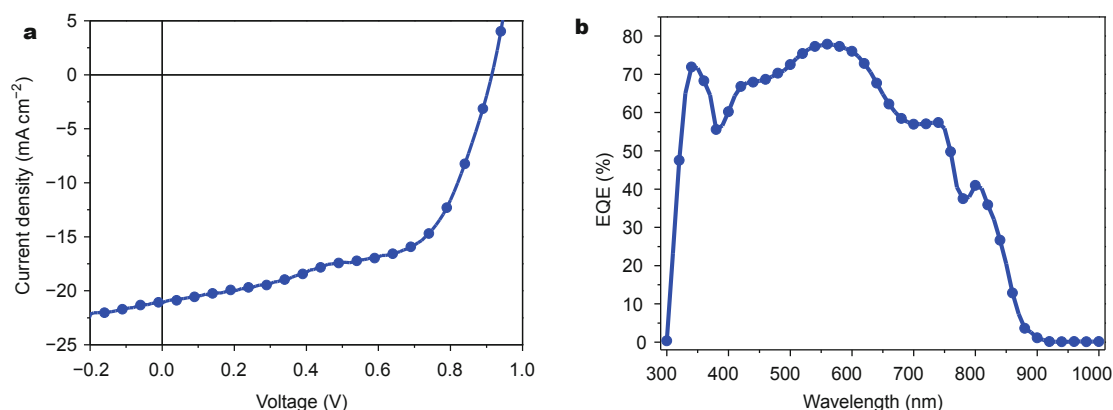 a
5
0
−5
−10
−15
−20
−25
Current density (mA cm−2)
−0.2 0.0 0.2 0.4 0.6 0.8 1.0
Voltage (V)
b
80
70
60
50
40
30
20
10
0
EQE (%)
300 400 500 600 700 800 900 1000
Wavelength (nm)